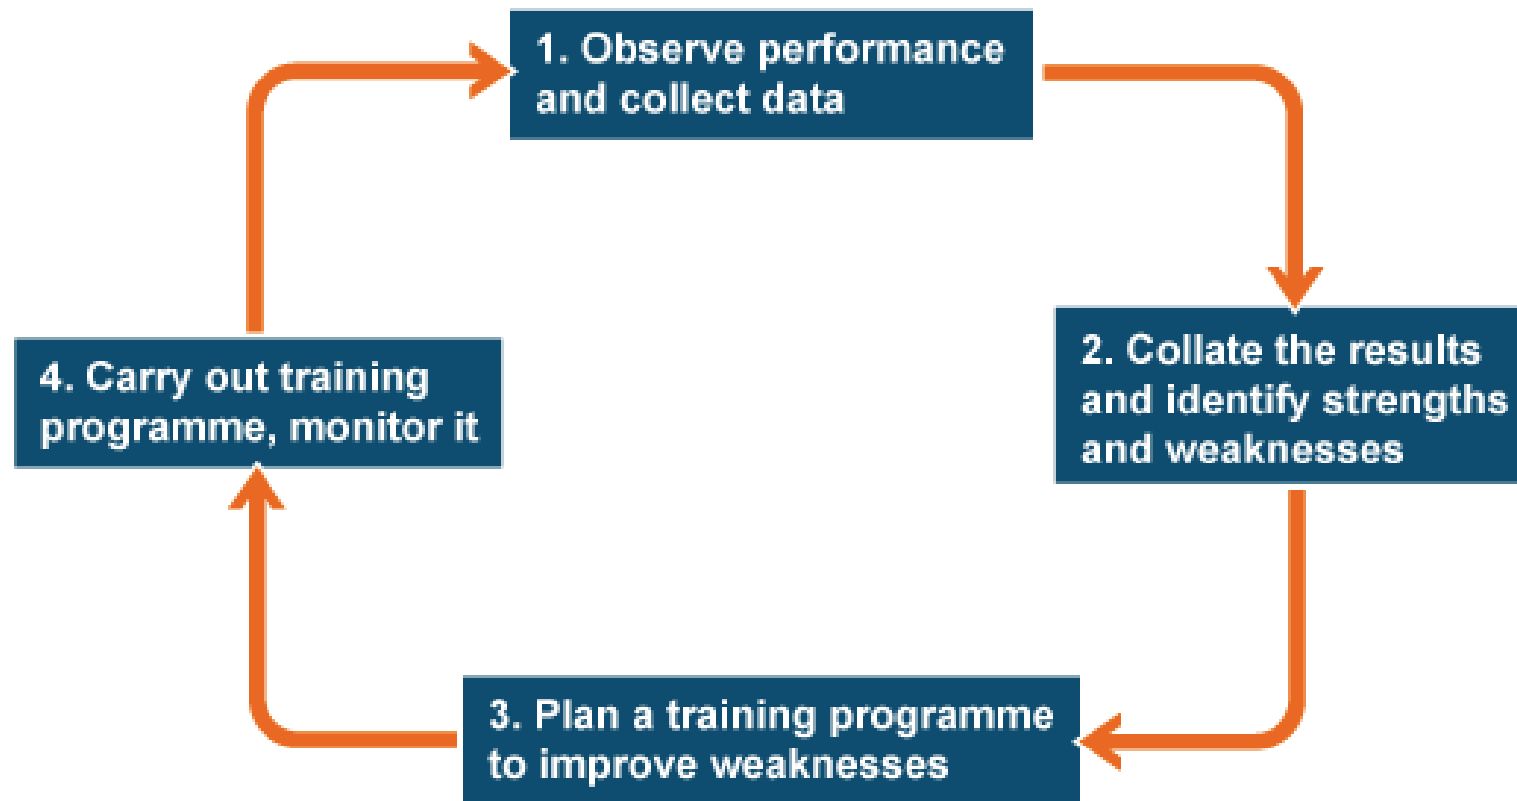 1. Observe performance
and collect data
2. Collate the results
and identify strengths
and weaknesses
3. Plan a training programme
to improve weaknesses
4. Carry out training
programme, monitor it